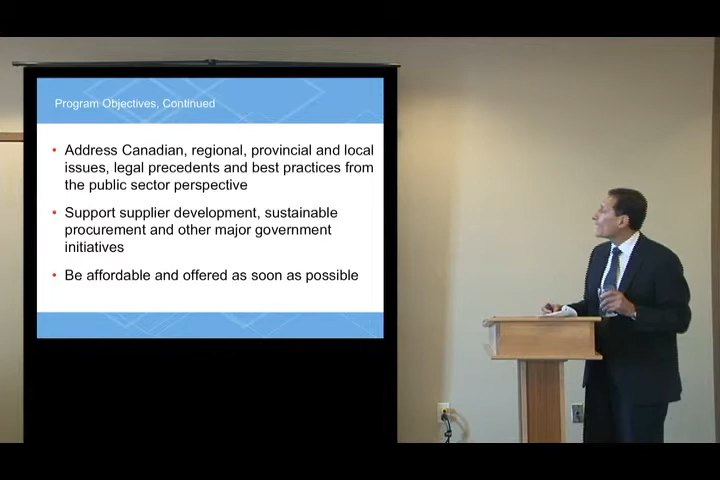 Program Objectives, Continued
• Address Canadian, regional, provincial and local
issues, legal precedents and best practices from
the public sector perspective
• Support supplier development, sustainable
procurement and other major government
initiatives
• Be affordable and offered as soon as possible